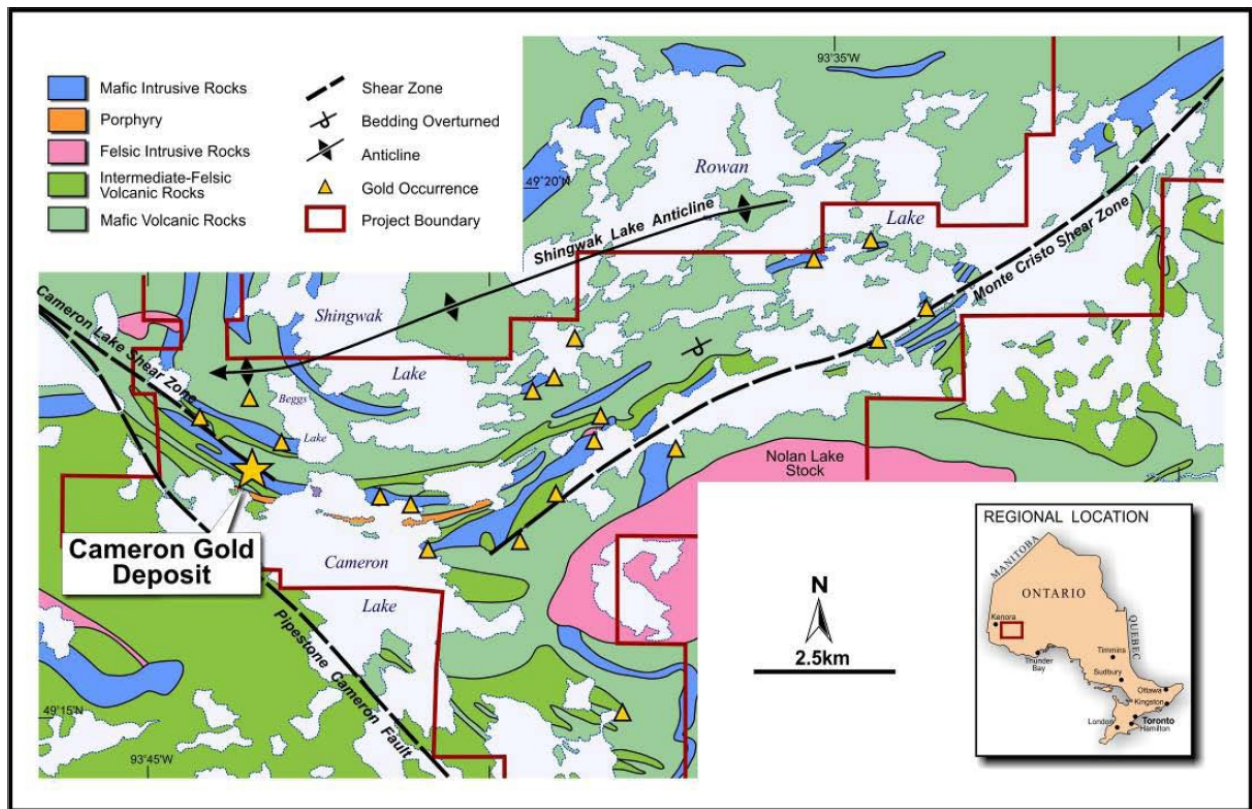 Mafic Intrusive Rocks
Porphyry
Felsic Intrusive Rocks
Intermediate-Felsic
Volcanic Rocks
Mafic Volcanic Rocks
Shear Zone
Bedding Overturned
Anticline
Gold Occurrence
Project Boundary
93°35'W
49°20'N
Rowan
Lake
Shingwak Lake Anticline
Monte Cristo Shear Zone
Cameron Lake Shear Zone
Shingwak
Lake
Beggs
Lake
Nolan Lake
Stock
Cameron Gold
Deposit
Cameron
Lake
Pipestone Cameron Fault
49°15'N
93°45'W
N
2.5km
REGIONAL LOCATION
MANITOBA
ONTARIO
QUEBEC
Kenora
Thunder
Bay
Timmins
Sudbury
Ottawa
Kingston
Toronto
London
Hamilton